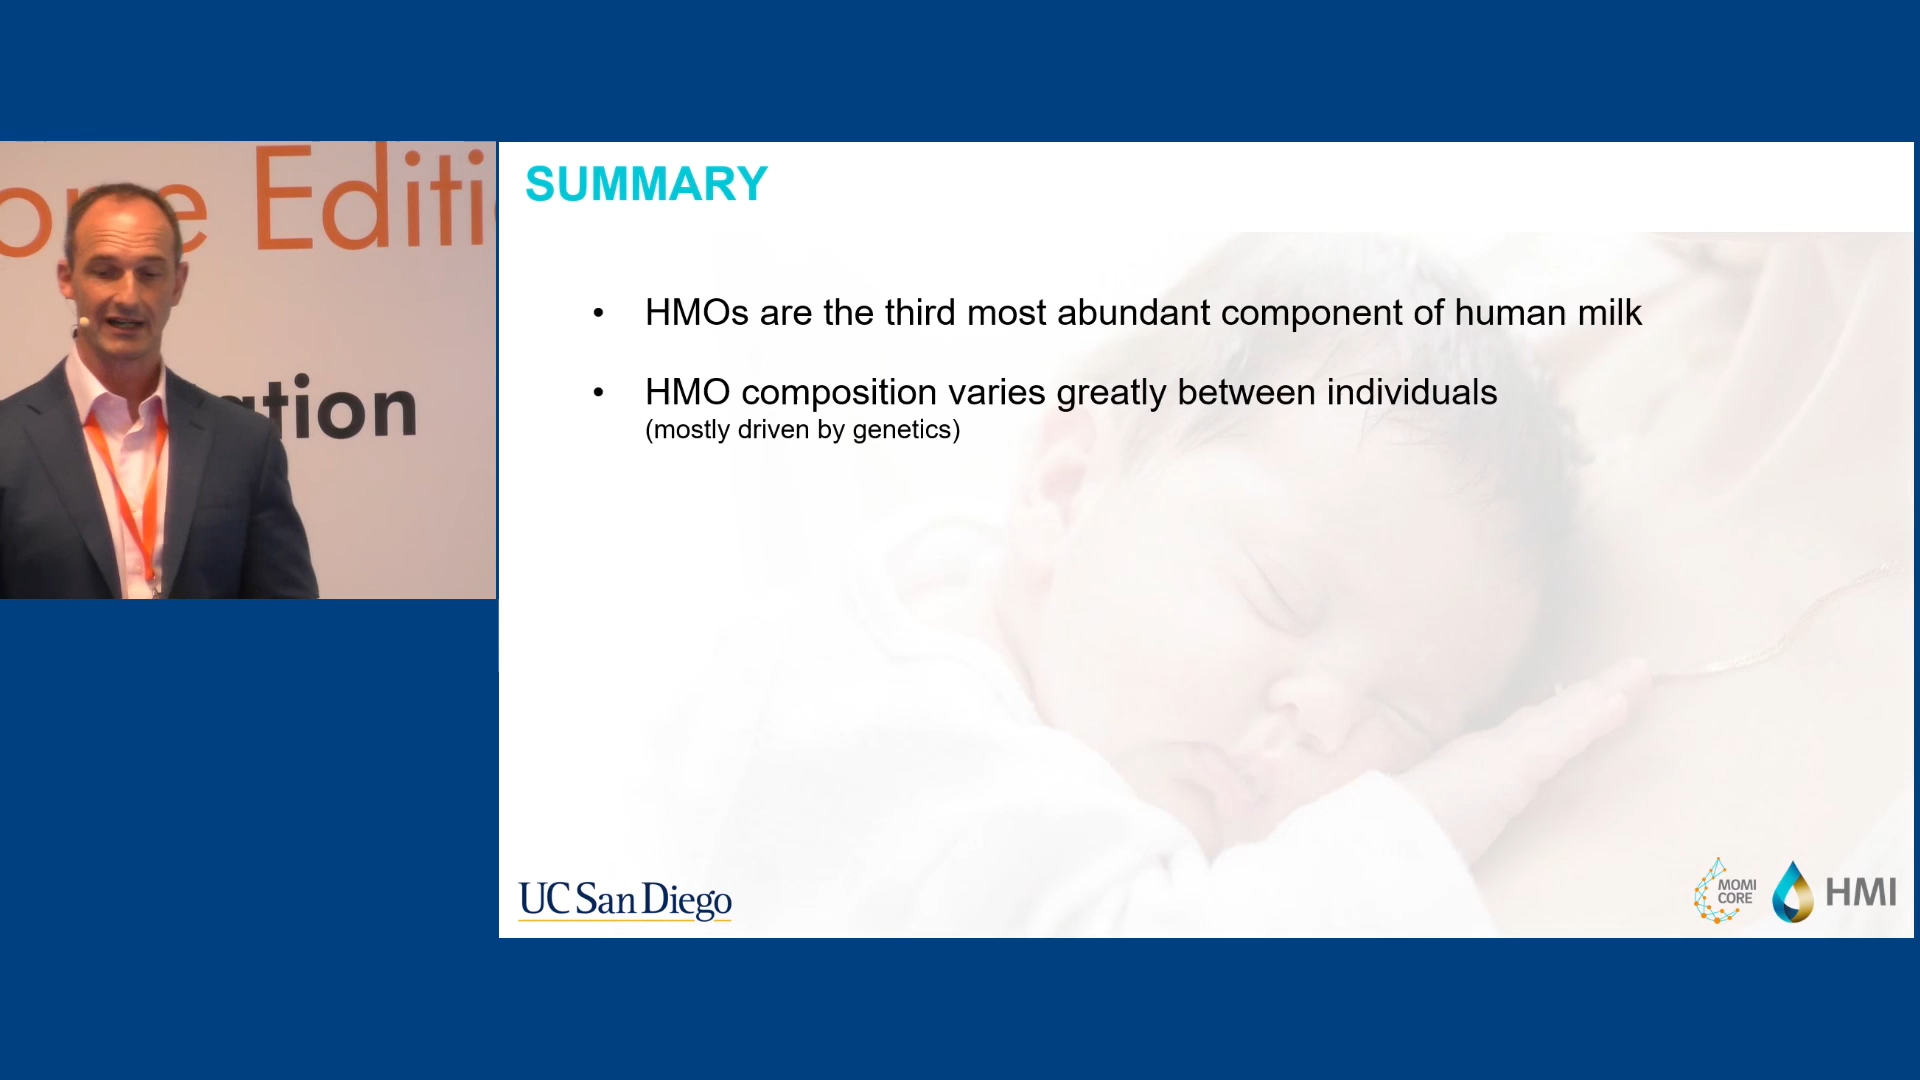 one Editi
ation
SUMMARY
• HMOs are the third most abundant component of human milk
• HMO composition varies greatly between individuals
(mostly driven by genetics)
UC San Diego
MOMI
CORE
HMI